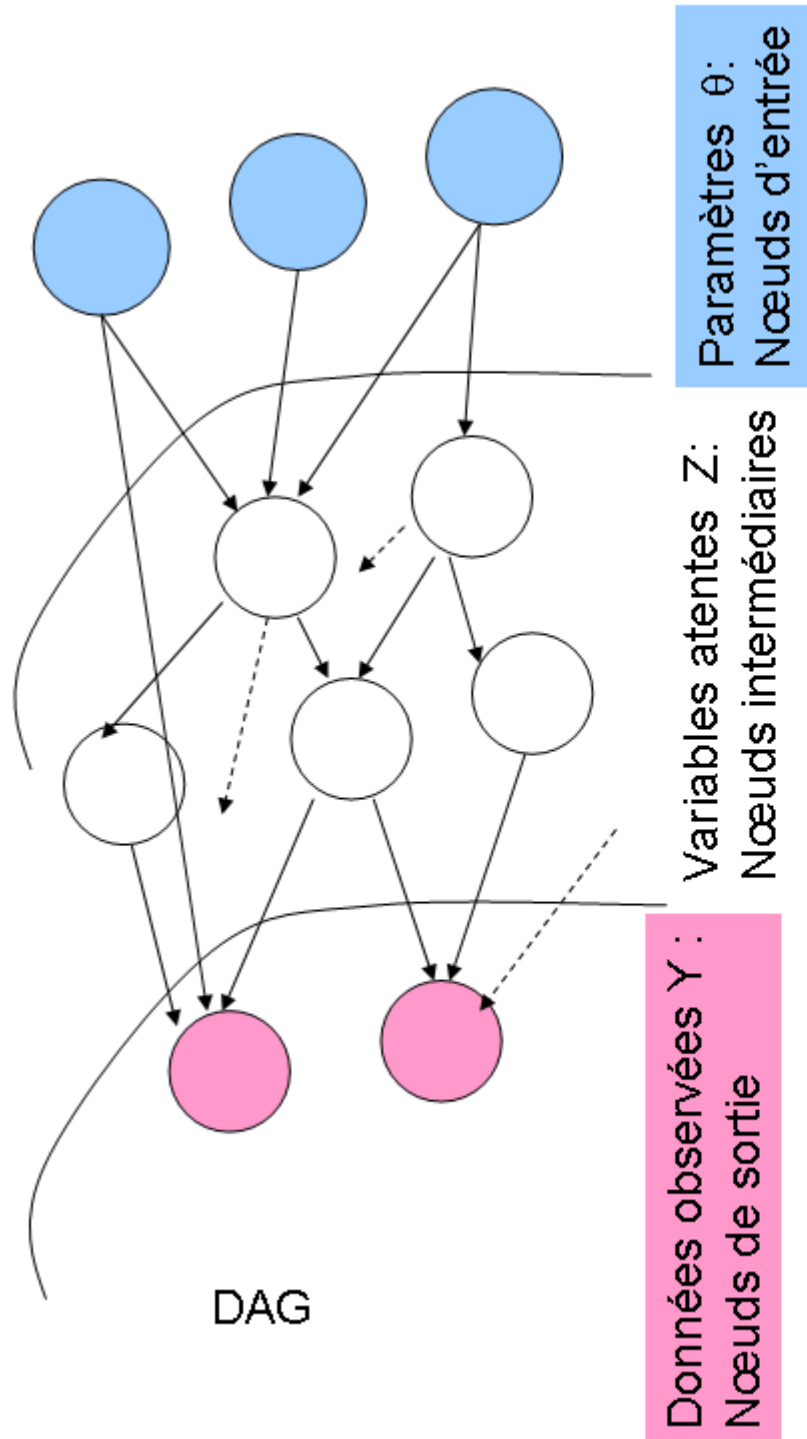 DAG
Paramètres θ:
Nœuds d'entrée
Variables atentes Z:
Nœuds intermédiaires
Données observées Y :
Nœuds de sortie